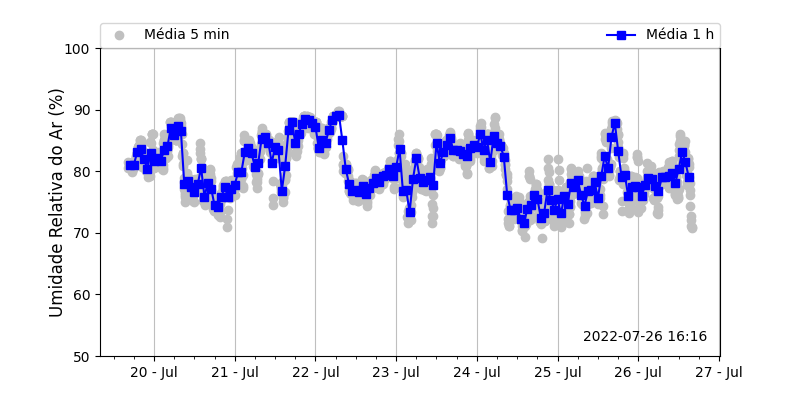 Média 5 min Média 1 h
100
90
80
70
60
50
Umidade Relativa do Ar (%)
2022-07-26 16:16
20 - Jul 21 - Jul 22 - Jul 23 - Jul 24 - Jul 25 - Jul 26 - Jul 27 - Jul